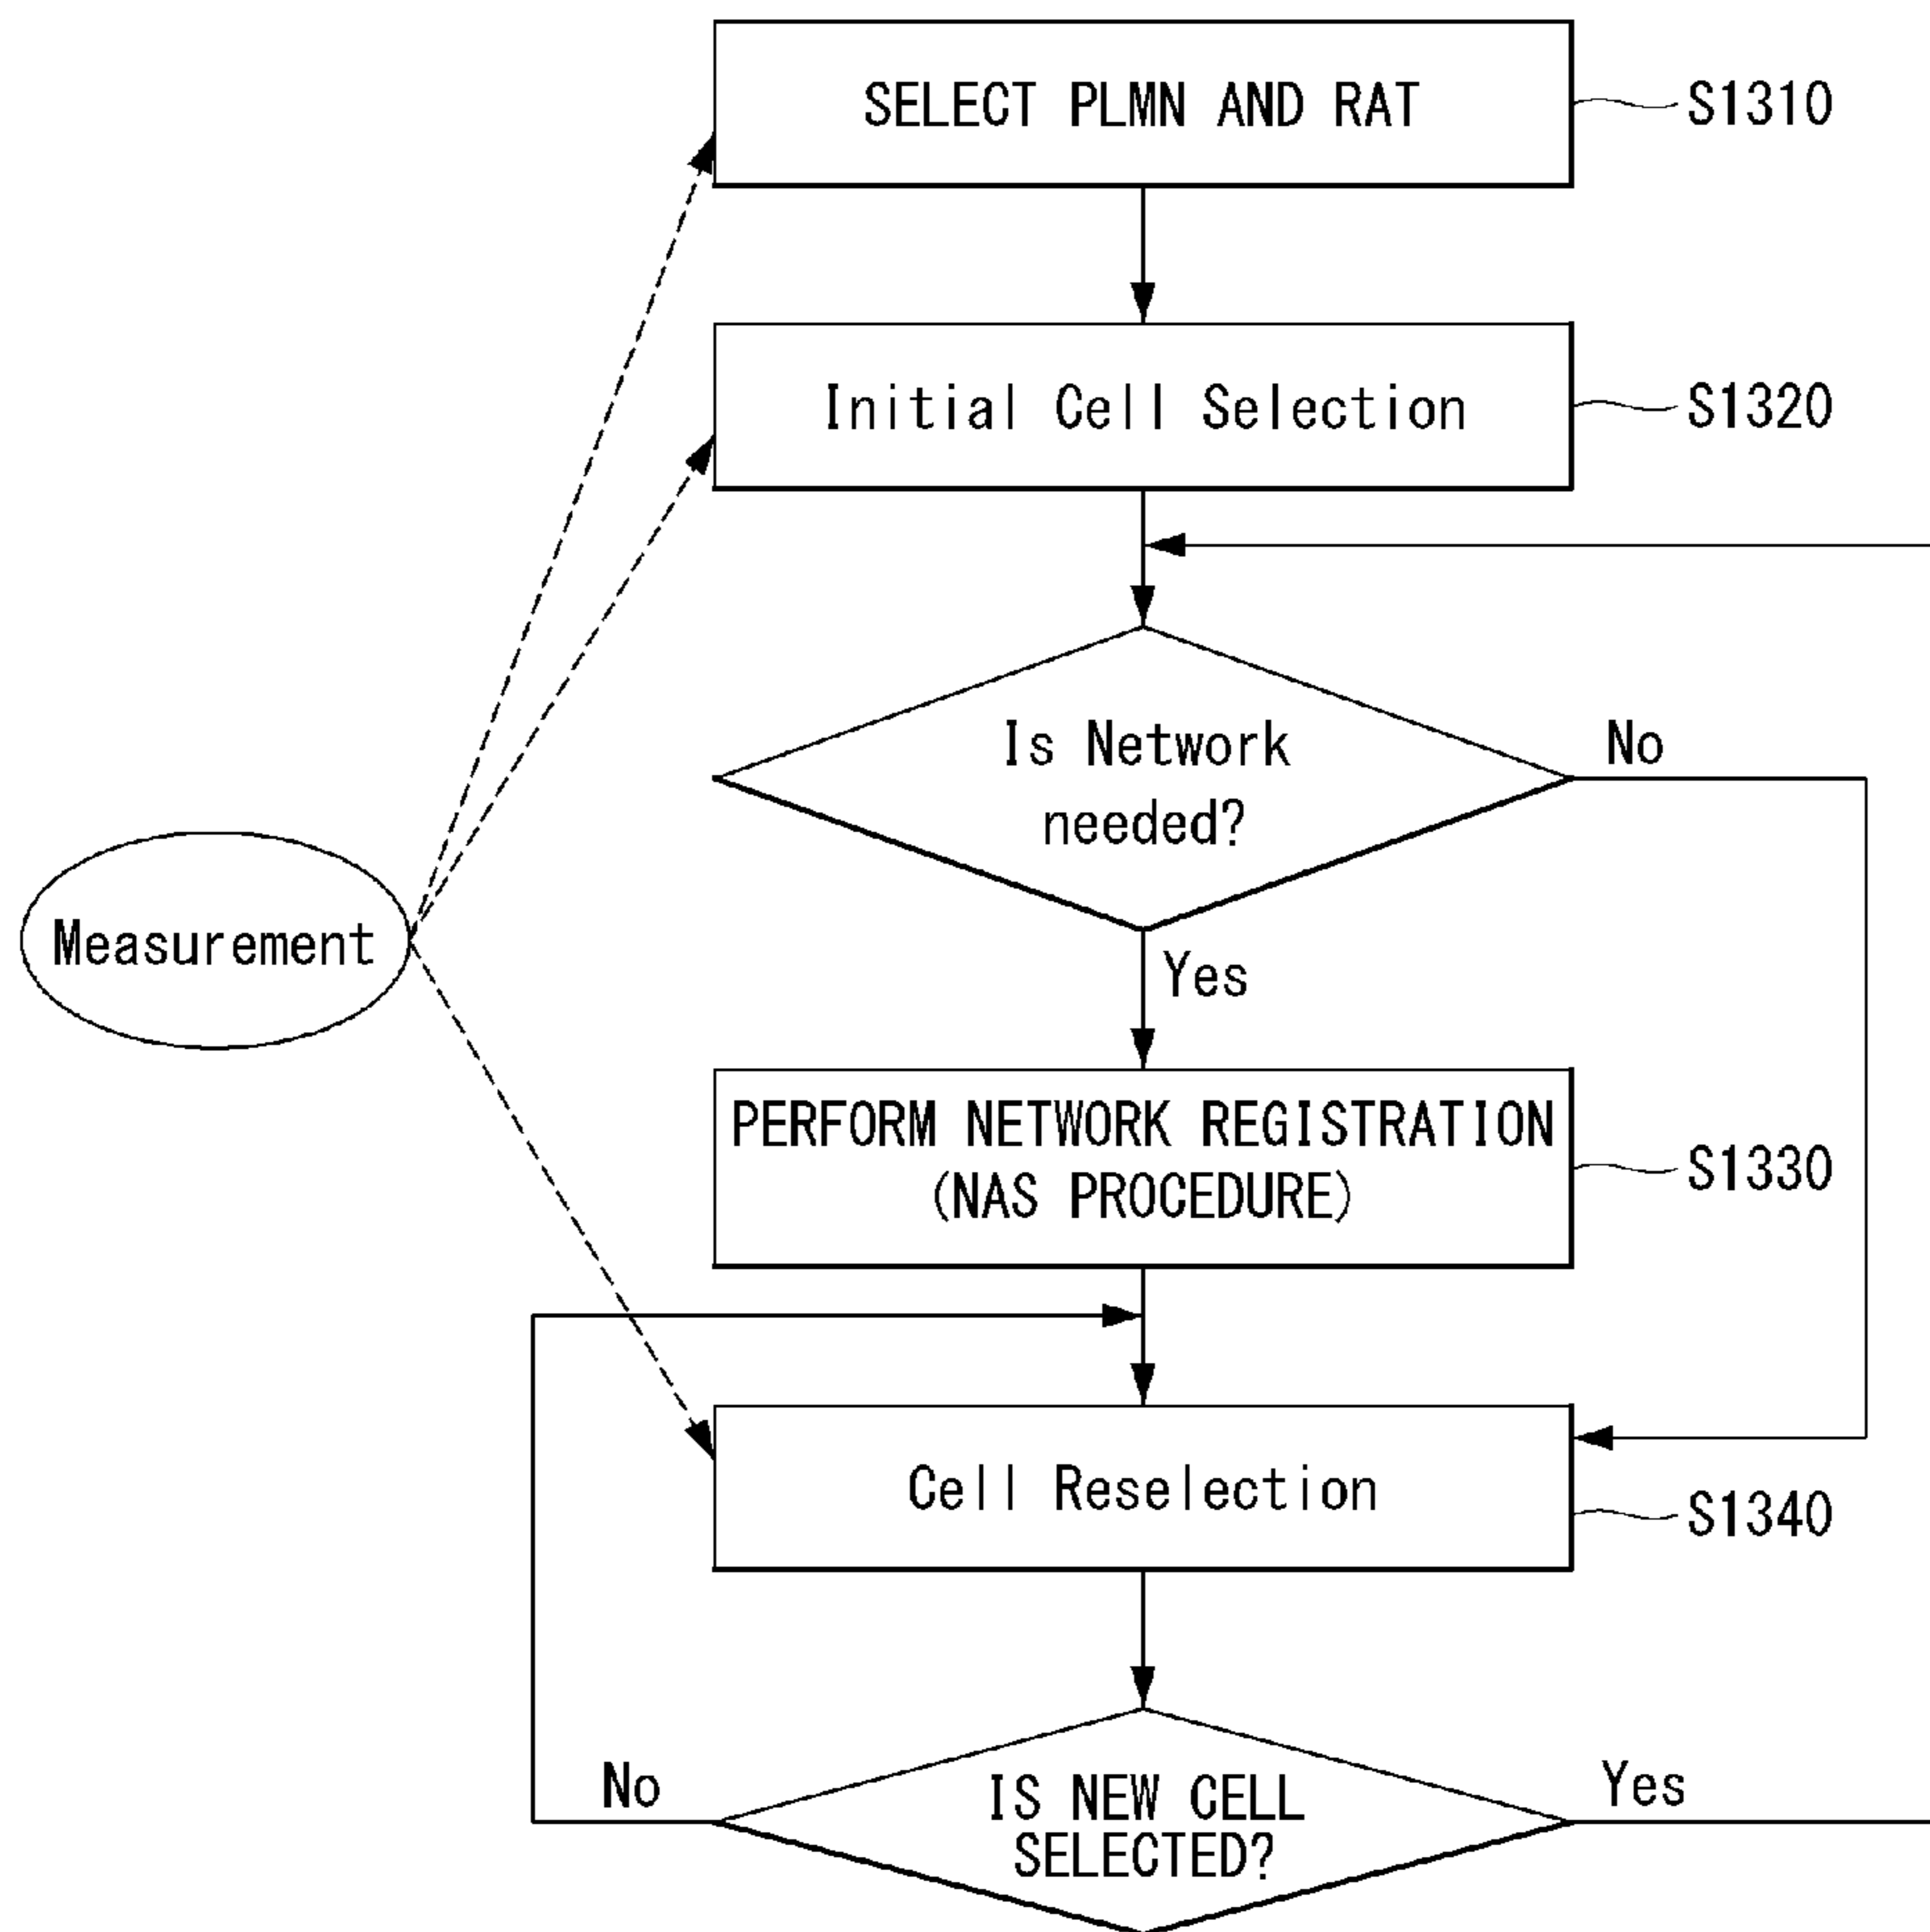 SELECT PLMN AND RAT
S1310
Initial Cell Selection
S1320
Is Network
needed?
No
Yes
Measurement
PERFORM NETWORK REGISTRATION
(NAS PROCEDURE)
S1330
Cell Reselection
S1340
IS NEW CELL
SELECTED?
No
Yes